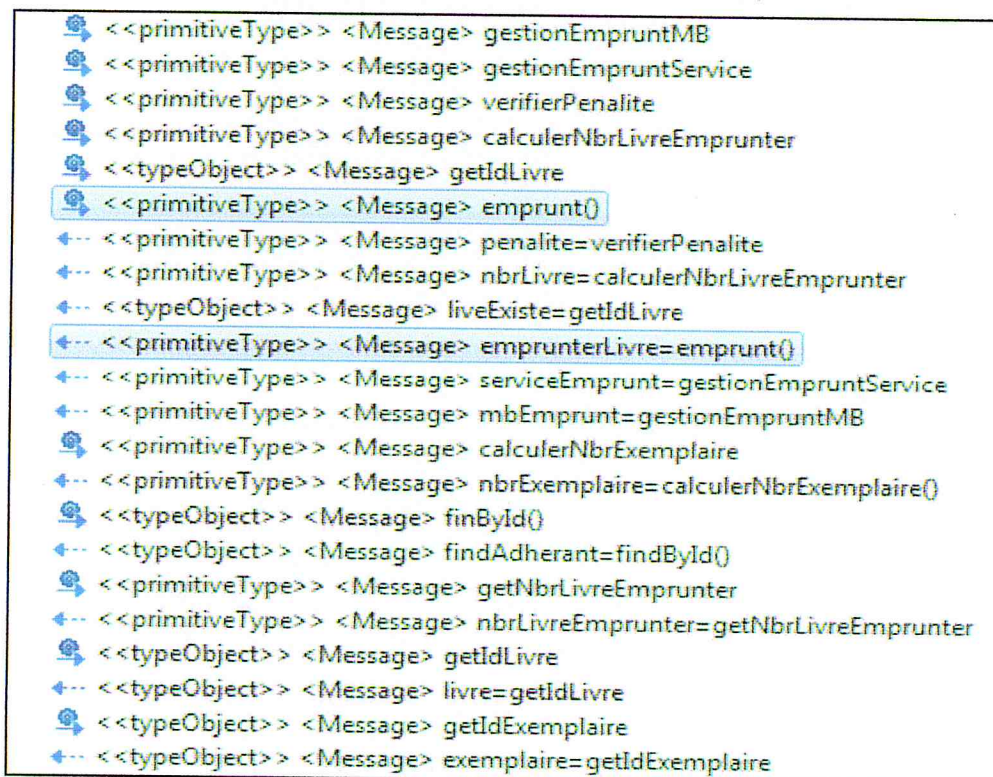 <<primitiveType>> <Message> gestionEmpruntMB
<<primitiveType>> <Message> gestionEmpruntService
<<primitiveType>> <Message> verifierPenalite
<<primitiveType>> <Message> calculerNbrLivreEmprunter
<<typeObject>> <Message> getIdLivre
<<primitiveType>> <Message> emprunt()
<<primitiveType>> <Message> penalite=verifierPenalite
<<primitiveType>> <Message> nbrLivre=calculerNbrLivreEmprunter
<<typeObject>> <Message> liveExiste=getIdLivre
<<primitiveType>> <Message> emprunterLivre=emprunt()
<<primitiveType>> <Message> serviceEmprunt=gestionEmpruntService
<<primitiveType>> <Message> mbEmprunt=gestionEmpruntMB
<<primitiveType>> <Message> calculerNbrExemplaire
<<primitiveType>> <Message> nbrExemplaire=calculerNbrExemplaire()
<<typeObject>> <Message> finById()
<<typeObject>> <Message> findAdherant=findById()
<<primitiveType>> <Message> getNbrLivreEmprunter
<<primitiveType>> <Message> nbrLivreEmprunter=getNbrLivreEmprunter
<<typeObject>> <Message> getIdLivre
<<typeObject>> <Message> livre=getIdLivre
<<typeObject>> <Message> getIdExemplaire
<<typeObject>> <Message> exemplaire=getIdExemplaire